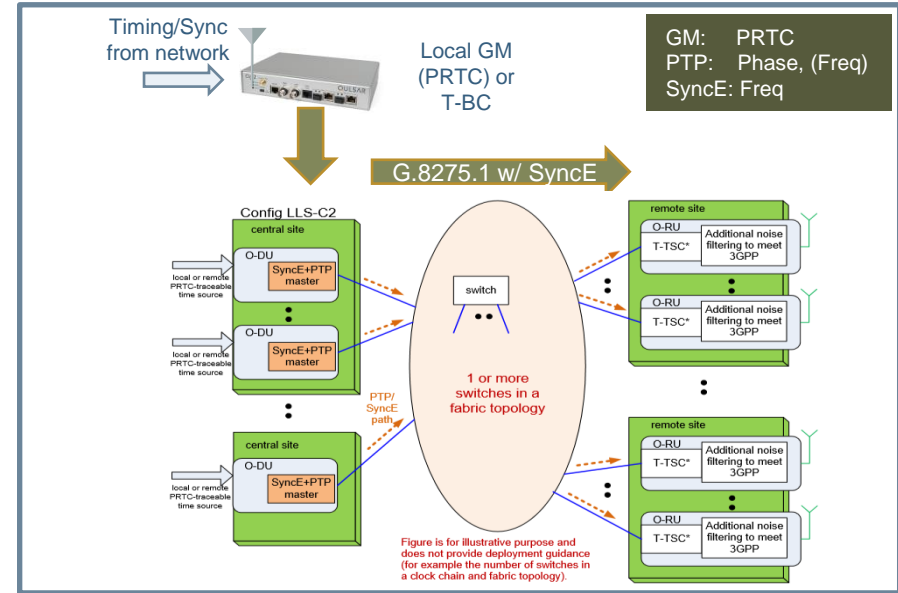 Timing/Sync
from network
Local GM
(PRTC) or
T-BC
GM: PRTC
PTP: Phase, (Freq)
SyncE: Freq
G.8275.1 w/ SyncE
Config LLS-C2
central site
O-DU
SyncE+PTP
master
local or remote
PRTC-traceable
time source
O-DU
SyncE+PTP
master
local or remote
PRTC-traceable
time source
PTP/
SyncE
path
central site
O-DU
SyncE+PTP
master
local or remote
PRTC-traceable
time source
switch
1 or more
switches in a
fabric topology
Figure is for illustrative purpose and
does not provide deployment guidance
(for example the number of switches in
a clock chain and fabric topology).
remote site
O-RU
T-TSC*
Additional noise
filtering to meet
3GPP
O-RU
T-TSC*
Additional noise
filtering to meet
3GPP
remote site
O-RU
T-TSC*
Additional noise
filtering to meet
3GPP
O-RU
T-TSC*
Additional noise
filtering to meet
3GPP